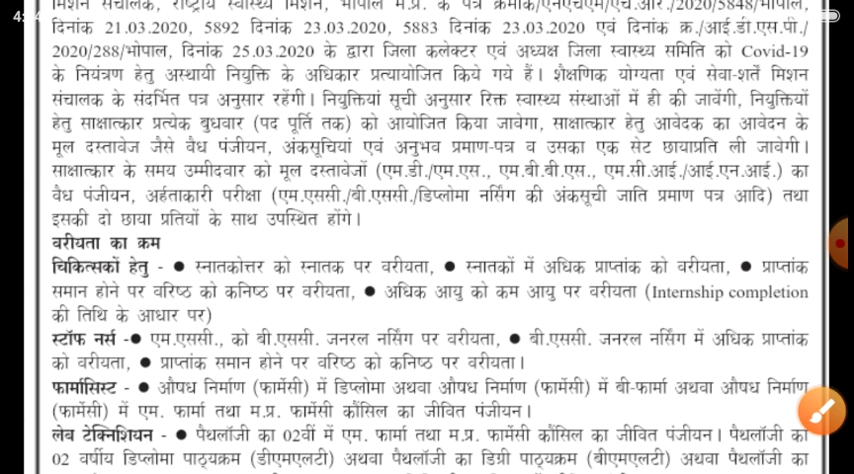 मिशन संचालक, राष्ट्रीय स्वास्थ्य मिशन, भोपाल म.प्र. के पत्र क्रमांक/एनएचएम/एच.आर./2020/5848/भोपाल,
दिनांक 21.03.2020, 5892 दिनांक 23.03.2020, 5883 दिनांक 23.03.2020 एवं दिनांक क्र./आई.डी.एस.पी./
2020/288/भोपाल, दिनांक 25.03.2020 के द्वारा जिला कलेक्टर एवं अध्यक्ष जिला स्वास्थ्य समिति को Covid-19
के नियंत्रण हेतु अस्थायी नियुक्ति के अधिकार प्रत्यायोजित किये गये हैं। शैक्षणिक योग्यता एवं सेवा-शर्तें मिशन
संचालक के संदर्भित पत्र अनुसार रहेंगी। नियुक्तियां सूची अनुसार रिक्त स्वास्थ्य संस्थाओं में ही की जावेंगी, नियुक्तियों
हेतु साक्षात्कार प्रत्येक बुधवार (पद पूर्ति तक) को आयोजित किया जावेगा, साक्षात्कार हेतु आवेदक का आवेदन के
मूल दस्तावेज जैसे वैध पंजीयन, अंकसूचियां एवं अनुभव प्रमाण-पत्र व उसका एक सेट छायाप्रति ली जावेगी।
साक्षात्कार के समय उम्मीदवार को मूल दस्तावेजों (एम.डी./एम.एस., एम.बी.बी.एस., एम.सी.आई./आई.एन.आई.) का
वैध पंजीयन, अर्हताकारी परीक्षा (एम.एससी./बी.एससी./डिप्लोमा नर्सिंग की अंकसूची जाति प्रमाण पत्र आदि) तथा
इसकी दो छाया प्रतियों के साथ उपस्थित होंगे।
वरीयता का क्रम
चिकित्सकों हेतु - ● स्नातकोत्तर को स्नातक पर वरीयता, ● स्नातकों में अधिक प्राप्तांक को वरीयता, ● प्राप्तांक
समान होने पर वरिष्ठ को कनिष्ठ पर वरीयता, ● अधिक आयु को कम आयु पर वरीयता (Internship completion
की तिथि के आधार पर)
स्टॉफ नर्स -● एम.एससी., को बी.एससी. जनरल नर्सिंग पर वरीयता, ● बी.एससी. जनरल नर्सिंग में अधिक प्राप्तांक
को वरीयता, ● प्राप्तांक समान होने पर वरिष्ठ को कनिष्ठ पर वरीयता।
फार्मासिस्ट - ● औषध निर्माण (फार्मेसी) में डिप्लोमा अथवा औषध निर्माण (फार्मेसी) में बी-फार्मा अथवा औषध निर्माण
(फार्मेसी) में एम. फार्मा तथा म.प्र. फार्मेसी कौंसिल का जीवित पंजीयन।
लेब टेक्निशियन - ● पैथलॉजी का 02वीं में एम. फार्मा तथा म.प्र. फार्मेसी कौंसिल का जीवित पंजीयन। पैथलॉजी का
02 वर्षीय डिप्लोमा पाठ्यक्रम (डीएमएलटी) अथवा पैथलॉजी का डिग्री पाठ्यक्रम (बीएमएलटी) अथवा पैथलॉजी का